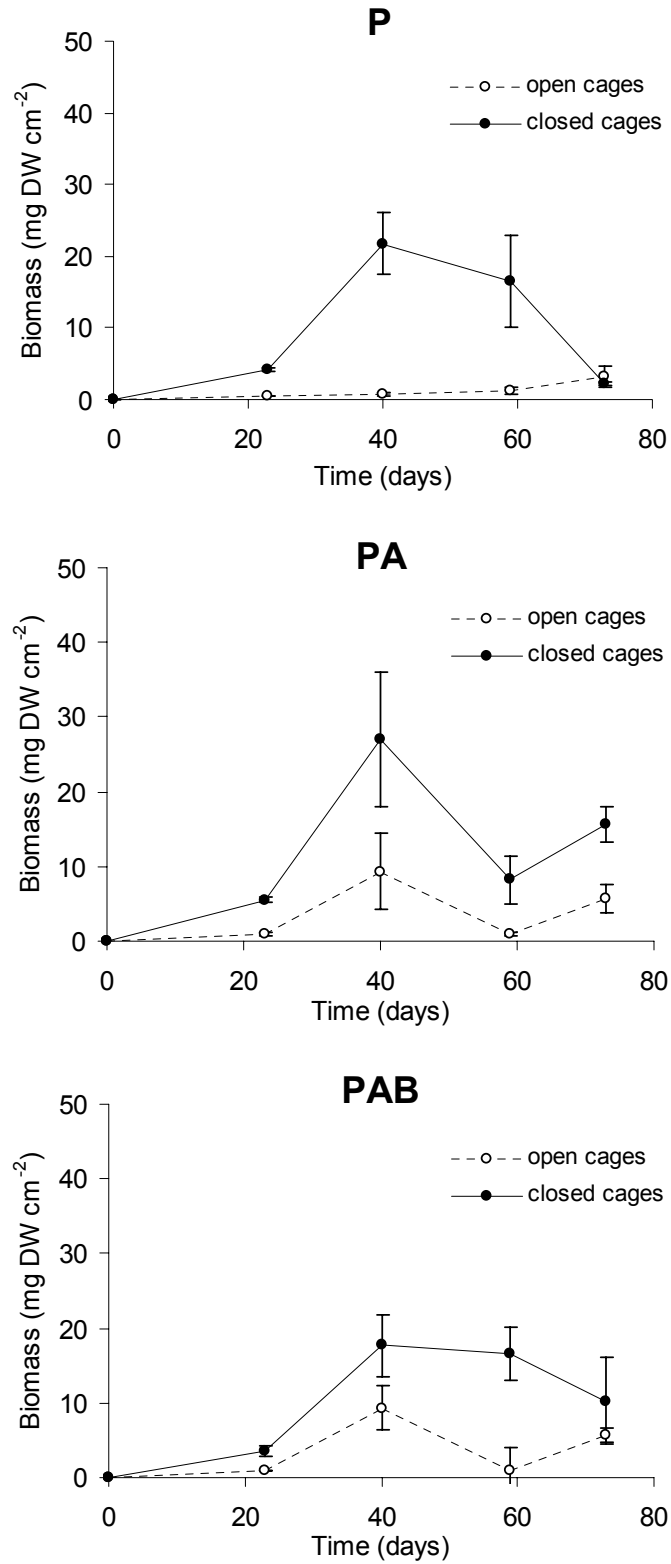 P
50
40
30
20
10
0
Biomass (mg DW cm⁻²)
open cages
closed cages
0 20 40 60 80
Time (days)
PA
50
40
30
20
10
0
Biomass (mg DW cm⁻²)
open cages
closed cages
0 20 40 60 80
Time (days)
PAB
50
40
30
20
10
0
Biomass (mg DW cm⁻²)
open cages
closed cages
0 20 40 60 80
Time (days)